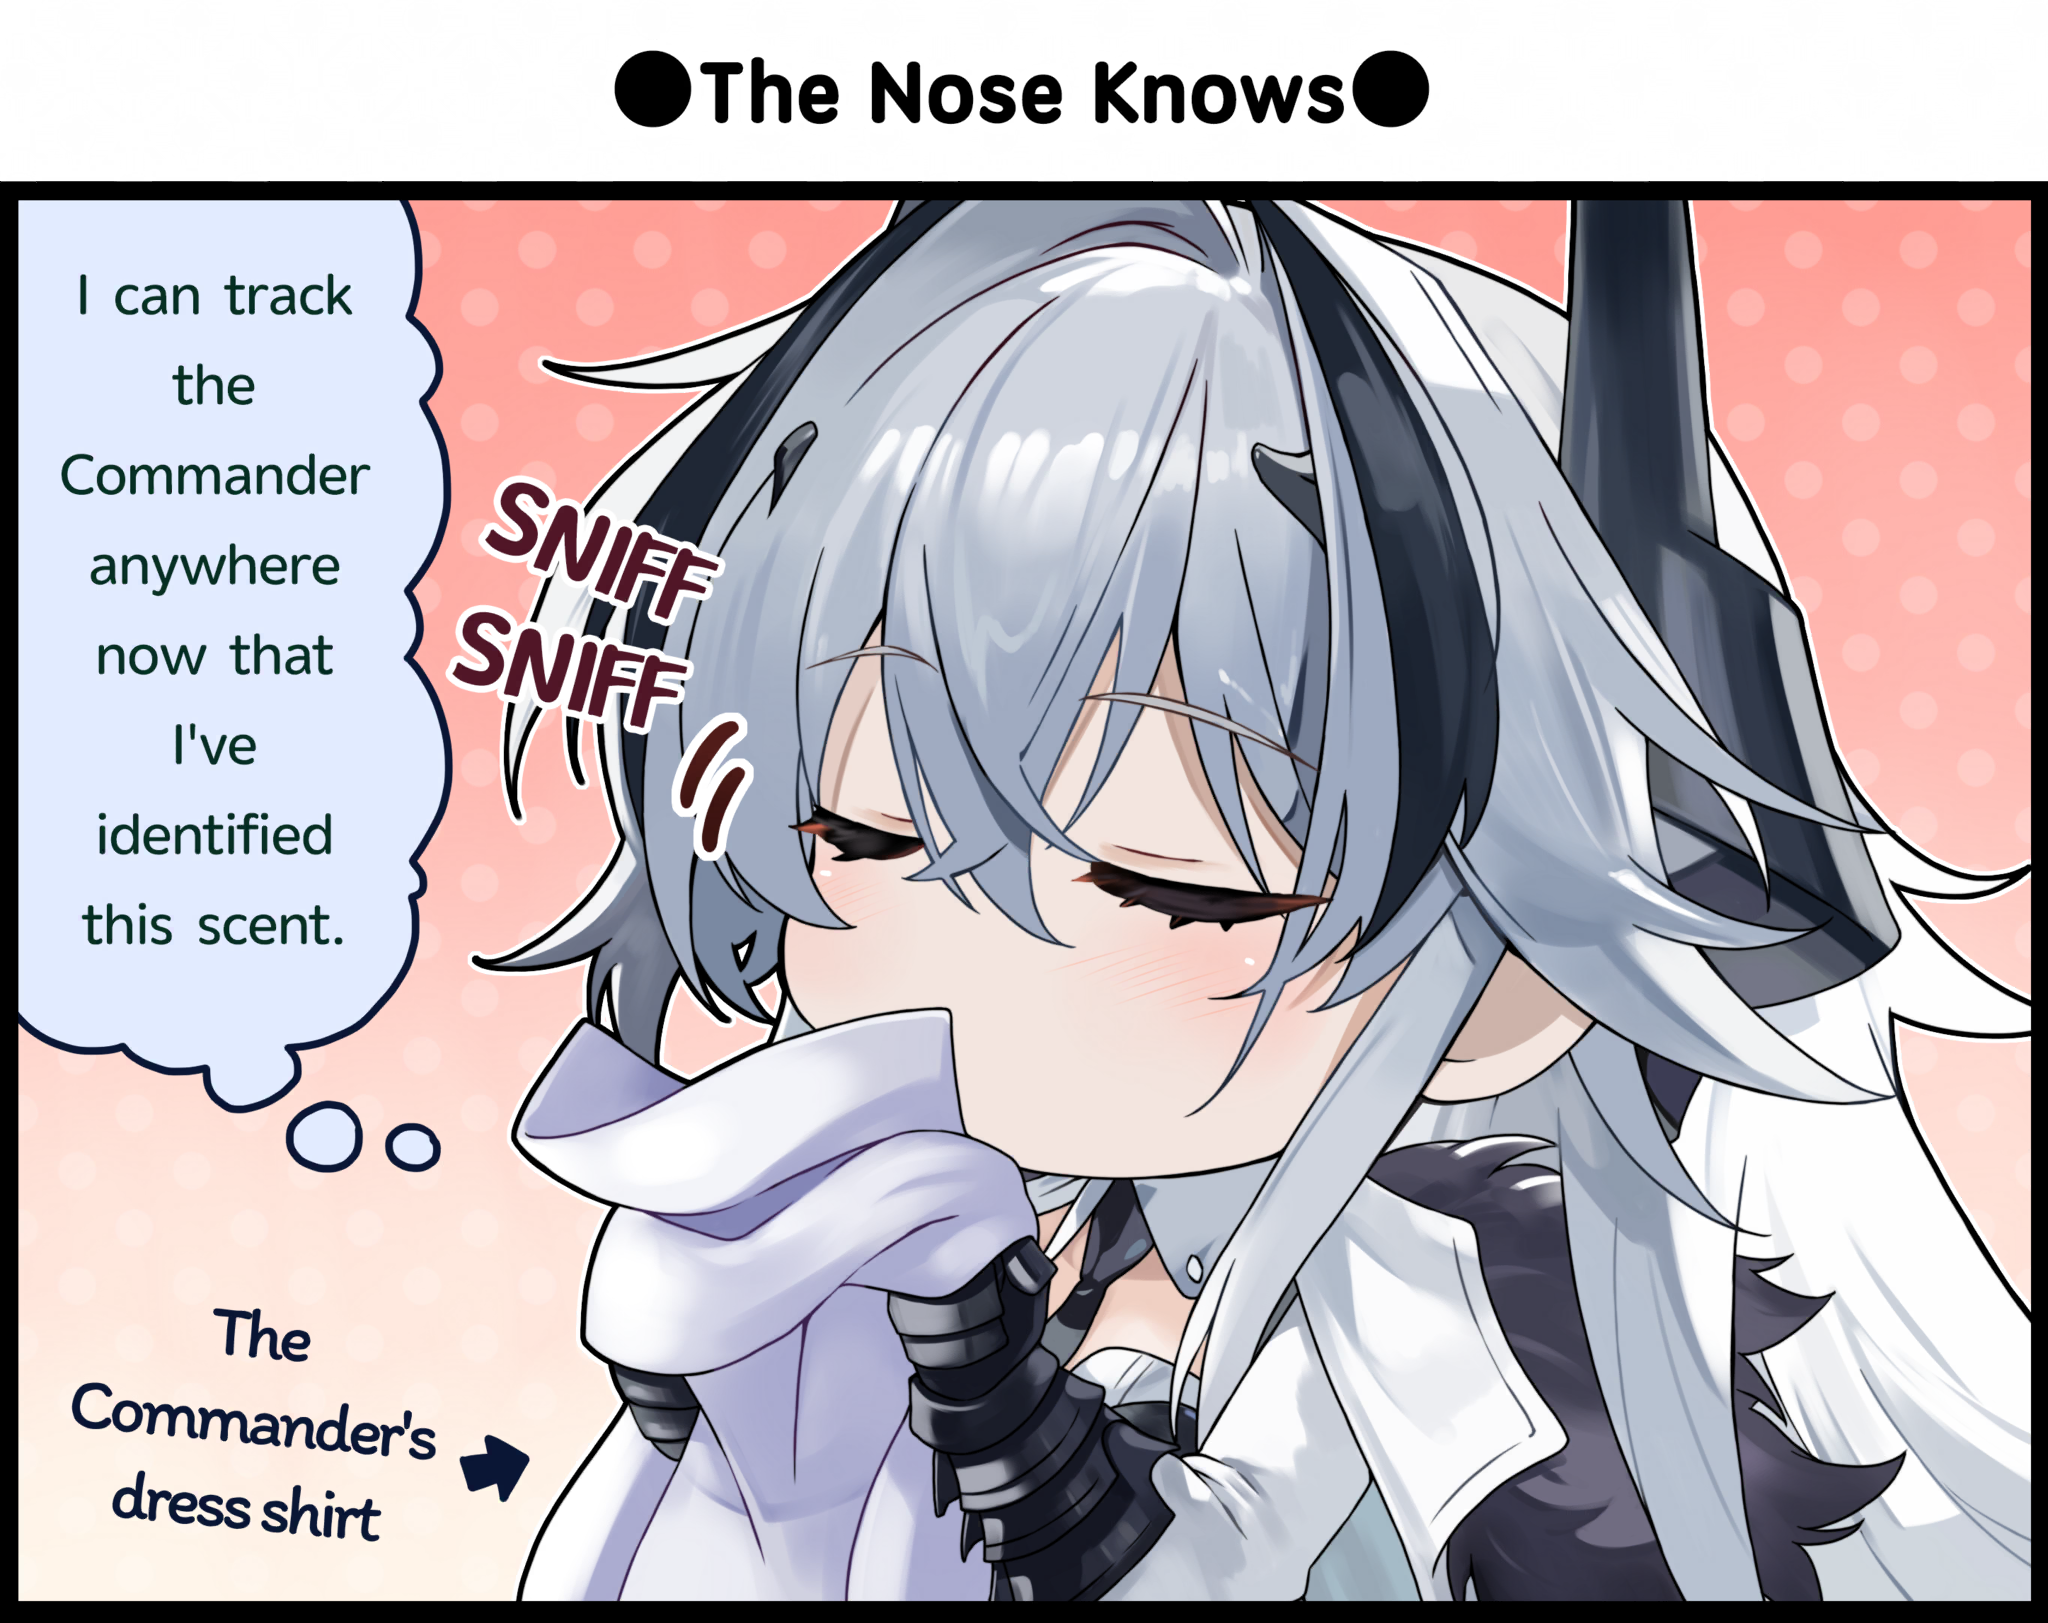 ●The Nose Knows●
I can track
the
Commander
anywhere
now that
I've
identified
this scent.
SNIFF
SNIFF
The
Commander's
dress shirt